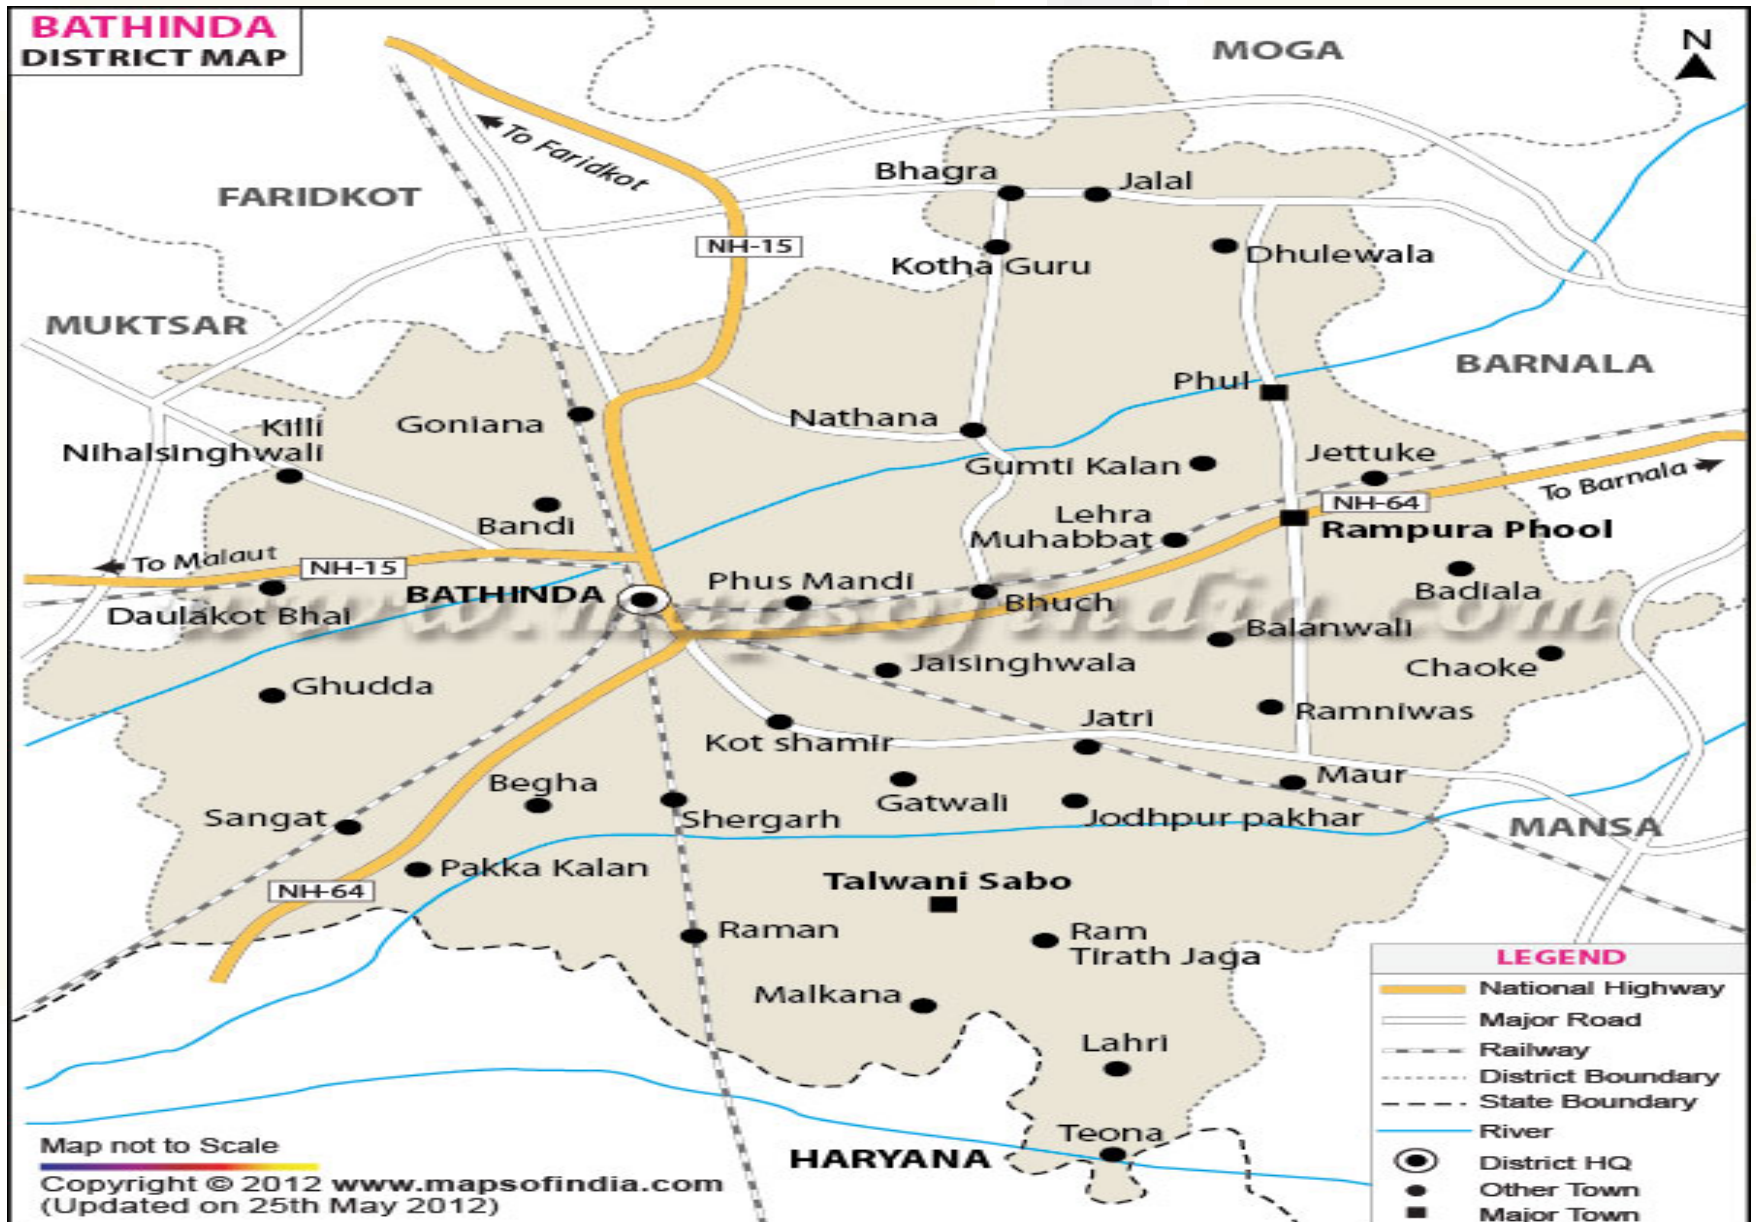 BATHINDA
DISTRICT MAP
MOGA
N
To Faridkot
FARIDKOT
Bhagra
Jalal
NH-15
Kotha Guru
Dhulewala
MUKTSAR
BARNALA
Phul
Goniana
Nathana
Killi
Nihalsinghwali
Gumti Kalan
Jettuke
To Barnala
NH-64
Bandi
Lehra
Muhabbat
Rampura Phool
To Malaut
NH-15
BATHINDA
Phus Mandi
Bhuch
Badiala
Daulakot Bhai
www.mapsofindia.com
Balanwali
Chaoke
Jaisinghwala
Ghudda
Ramniwas
Jatri
Kot shamir
Maur
Begha
Gatwali
Sangat
Shergarh
Jodhpur pakhar
MANSA
Pakka Kalan
NH-64
Talwani Sabo
Raman
Ram
Tirath Jaga
Malkana
Lahri
Teona
HARYANA
LEGEND
National Highway
Major Road
Railway
District Boundary
State Boundary
River
District HQ
Other Town
Major Town
Map not to Scale
Copyright © 2012 www.mapsofindia.com
(Updated on 25th May 2012)